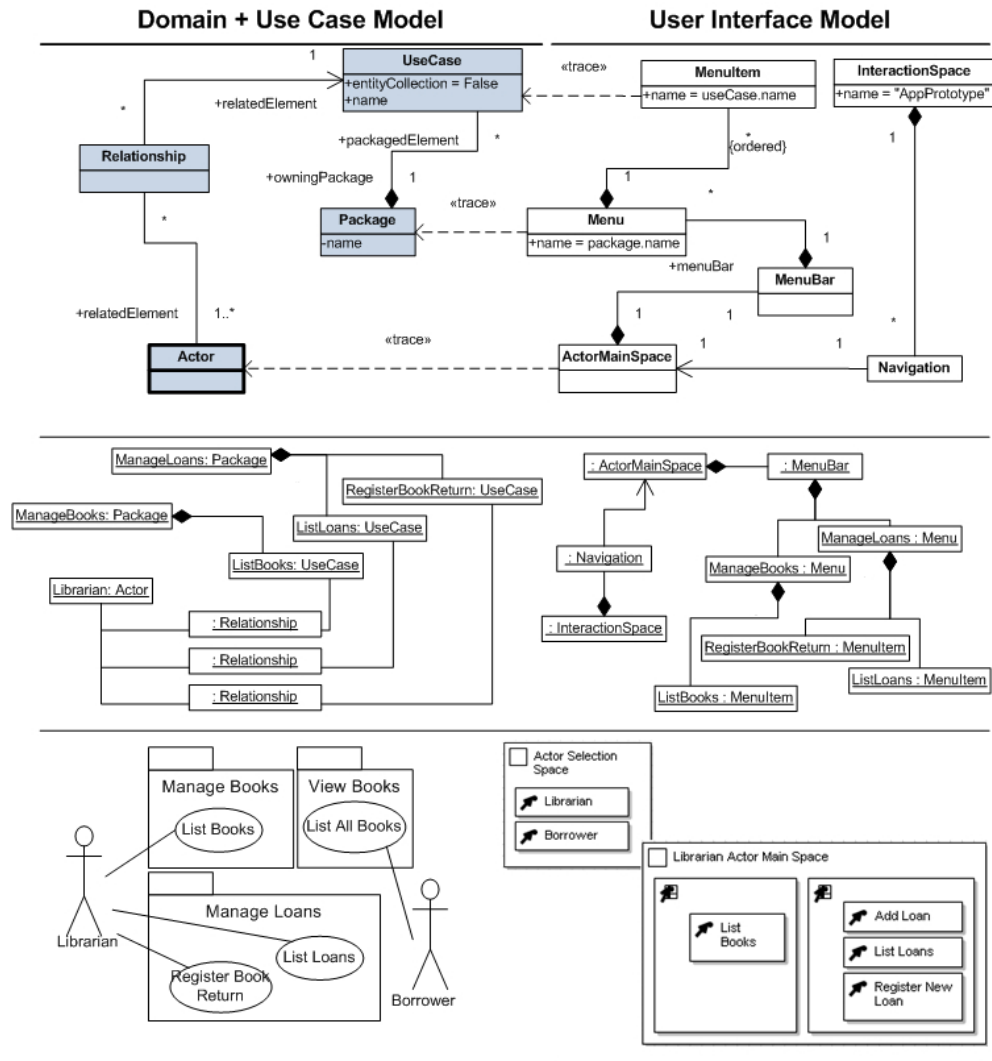 Domain + Use Case Model
User Interface Model
UseCase
+entityCollection = False
+name
1
+relatedElement
*
«trace»
MenuItem
+name = useCase.name
InteractionSpace
+name = "AppPrototype"
1
Relationship
+packagedElement
*
+owningPackage
1
*
{ordered}
1
*
Package
-name
«trace»
Menu
+name = package.name
1
+menuBar
MenuBar
*
+relatedElement
1..*
1
1
*
Actor
«trace»
ActorMainSpace
1
1
Navigation
ManageLoans: Package
RegisterBookReturn: UseCase
ManageBooks: Package
ListLoans: UseCase
ListBooks: UseCase
Librarian: Actor
: Relationship
: Relationship
: Relationship
: ActorMainSpace
: MenuBar
ManageLoans : Menu
: Navigation
ManageBooks : Menu
: InteractionSpace
RegisterBookReturn : MenuItem
ListLoans : MenuItem
ListBooks : MenuItem
Manage Books
List Books
View Books
List All Books
Librarian
Manage Loans
List Loans
Register Book
Return
Borrower
Actor Selection
Space
Librarian
Borrower
Librarian Actor Main Space
List
Books
Add Loan
List Loans
Register New
Loan